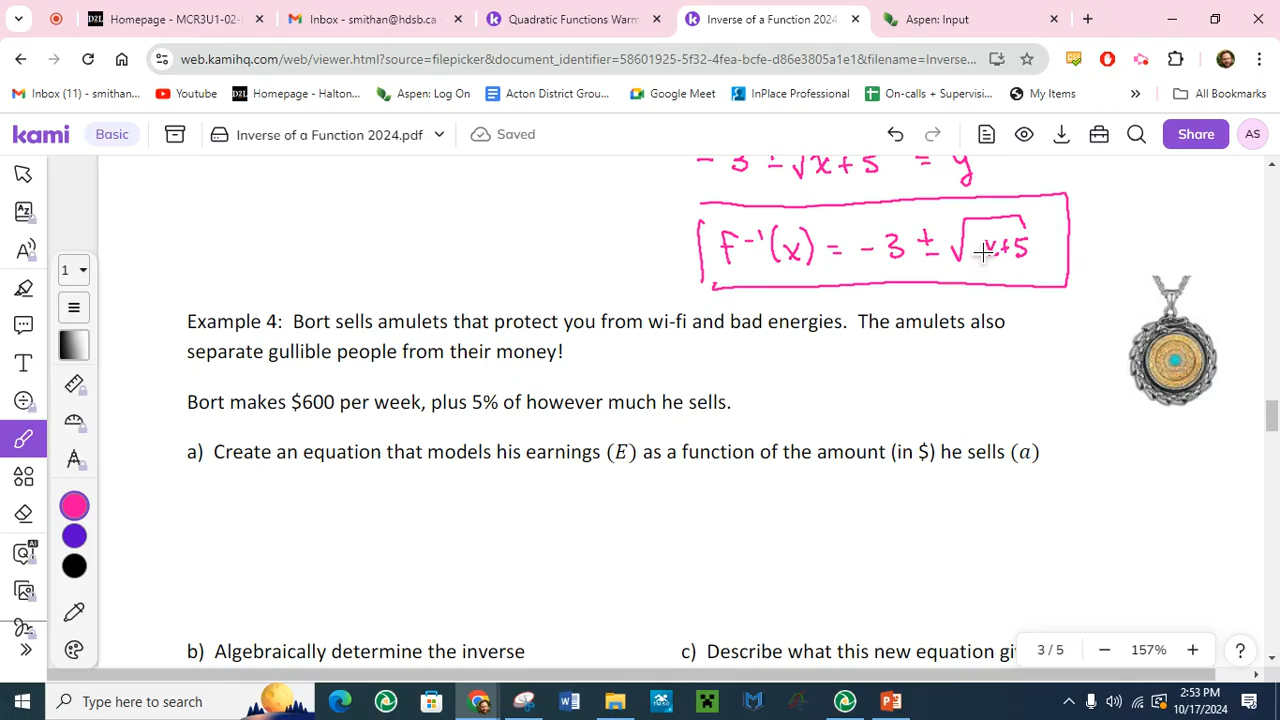 Homepage - MCR3U1-02-
Inbox - smithan@hdsb.ca -
Quadratic Functions Warm
Inverse of a Function 2024.
Aspen: Input
web.kamihq.com/web/viewer.html?source=filepicker&document_identifier=58601925-5f32-4fea-bcfe-d86e3805a1e1&filename=Inverse...
Inbox (11) - smithan...
Youtube
Homepage - Halton...
Aspen: Log On
Acton District Grou...
Google Meet
InPlace Professional
On-calls + Supervisio...
My Items
All Bookmarks
kami
Basic
Inverse of a Function 2024.pdf
Saved
Share
AS
- 3 ± √x+5 = y
f⁻¹(x) = -3 ± √x+5
Example 4: Bort sells amulets that protect you from wi-fi and bad energies. The amulets also
separate gullible people from their money!
Bort makes $600 per week, plus 5% of however much he sells.
a) Create an equation that models his earnings (E) as a function of the amount (in $) he sells (a)
b) Algebraically determine the inverse
c) Describe what this new equation gi
1
3 / 5
157%
Type here to search
2:53 PM
10/17/2024